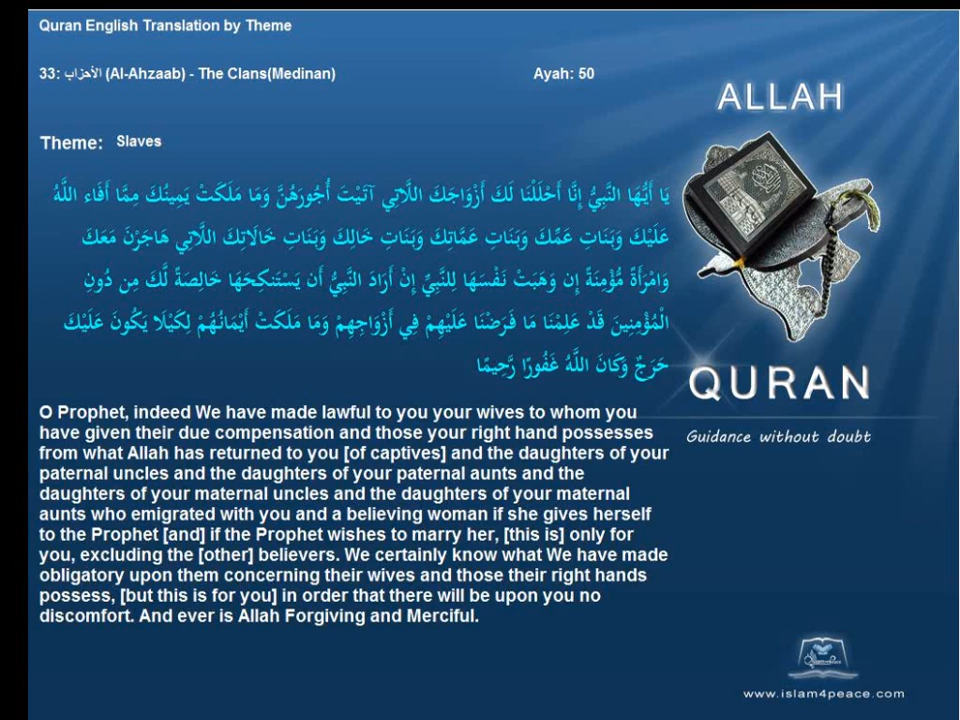 Quran English Translation by Theme
33: الأحزاب (Al-Ahzaab) - The Clans(Medinan) Ayah: 50
ALLAH
Theme: Slaves
يَا أَيُّهَا النَّبِيُّ إِنَّا أَحْلَلْنَا لَكَ أَزْوَاجَكَ اللَّاتِي آتَيْتَ أُجُورَهُنَّ وَمَا مَلَكَتْ يَمِينُكَ مِمَّا أَفَاء اللَّهُ
عَلَيْكَ وَبَنَاتِ عَمِّكَ وَبَنَاتِ عَمَّاتِكَ وَبَنَاتِ خَالِكَ وَبَنَاتِ خَالَاتِكَ اللَّاتِي هَاجَرْنَ مَعَكَ
وَامْرَأَةً مُّؤْمِنَةً إِن وَهَبَتْ نَفْسَهَا لِلنَّبِيِّ إِنْ أَرَادَ النَّبِيُّ أَن يَسْتَنكِحَهَا خَالِصَةً لَّكَ مِن دُونِ
الْمُؤْمِنِينَ قَدْ عَلِمْنَا مَا فَرَضْنَا عَلَيْهِمْ فِي أَزْوَاجِهِمْ وَمَا مَلَكَتْ أَيْمَانُهُمْ لِكَيْلَا يَكُونَ عَلَيْكَ
حَرَجٌ وَكَانَ اللَّهُ غَفُورًا رَّحِيمًا
QURAN
Guidance without doubt
O Prophet, indeed We have made lawful to you your wives to whom you
have given their due compensation and those your right hand possesses
from what Allah has returned to you [of captives] and the daughters of your
paternal uncles and the daughters of your paternal aunts and the
daughters of your maternal uncles and the daughters of your maternal
aunts who emigrated with you and a believing woman if she gives herself
to the Prophet [and] if the Prophet wishes to marry her, [this is] only for
you, excluding the [other] believers. We certainly know what We have made
obligatory upon them concerning their wives and those their right hands
possess, [but this is for you] in order that there will be upon you no
discomfort. And ever is Allah Forgiving and Merciful.
www.islam4peace.com